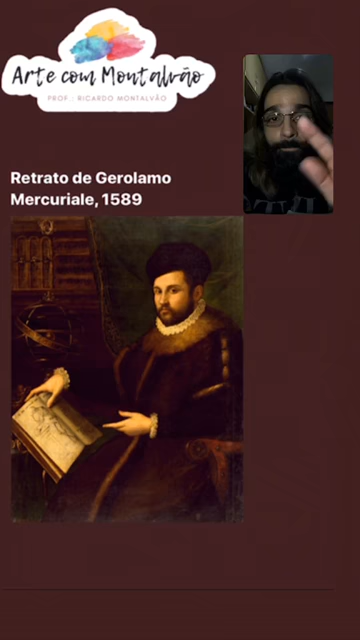 Arte com Montalvão
PROF.: RICARDO MONTALVÃO
Retrato de Gerolamo
Mercuriale, 1589